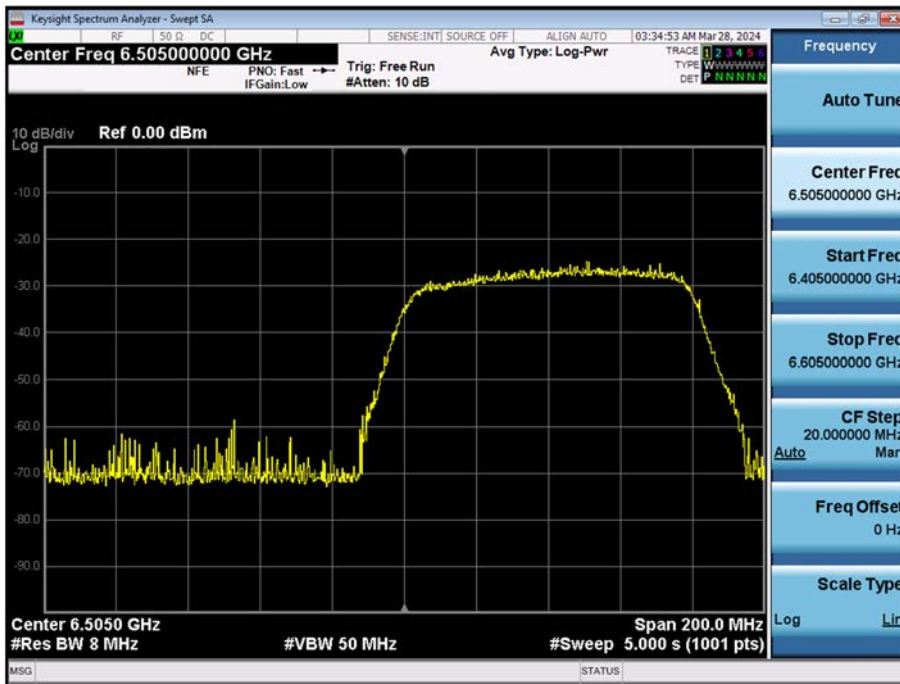 Keysight Spectrum Analyzer - Swept SA
LXI RF 50 Ω DC SENSE:INT SOURCE OFF ALIGN AUTO 03:34:53 AM Mar 28, 2024
Center Freq 6.505000000 GHz
NFE
PNO: Fast
IFGain:Low
Trig: Free Run
#Atten: 10 dB
Avg Type: Log-Pwr
TRACE 1 2 3 4 5 6
TYPE W
DET P N N N N N
10 dB/div Ref 0.00 dBm
Log
-10.0
-20.0
-30.0
-40.0
-50.0
-60.0
-70.0
-80.0
-90.0
Center 6.5050 GHz Span 200.0 MHz
#Res BW 8 MHz #VBW 50 MHz #Sweep 5.000 s (1001 pts)
MSG STATUS
Frequency
Auto Tune
Center Freq
6.505000000 GHz
Start Freq
6.405000000 GHz
Stop Freq
6.605000000 GHz
CF Step
20.000000 MHz
Auto Man
Freq Offset
0 Hz
Scale Type
Log Lin